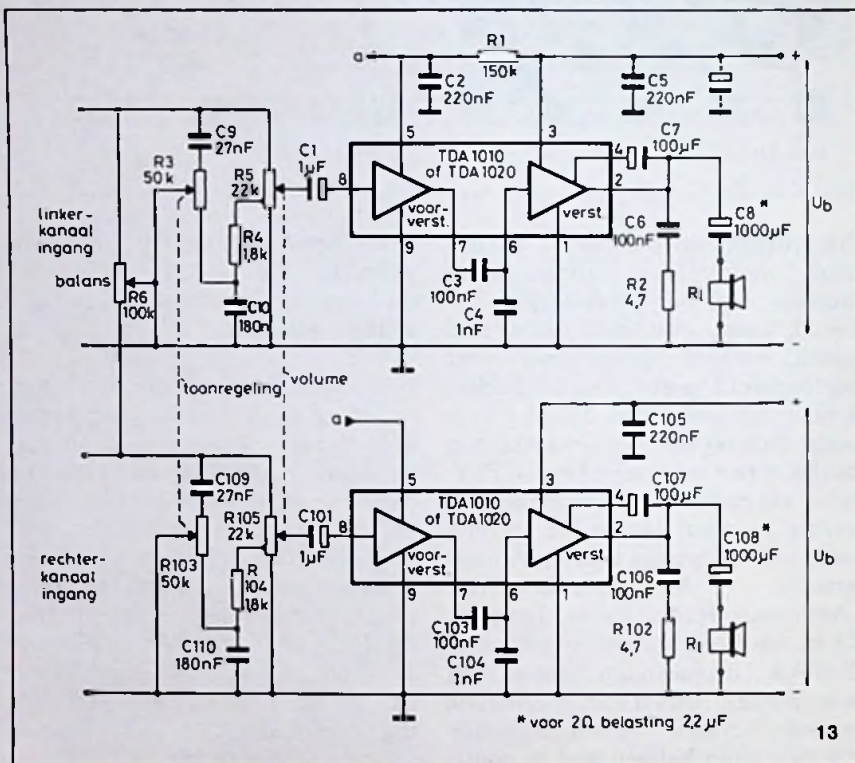 a
R1
150k
+
C2
220nF
C5
220nF
C9
27nF
5
3
C7
100µF
R3
50k
R5
22k
C1
1µF
8
TDA1010
of TDA1020
4
2
C8*
1000µF
Ub
linker-
kanaal
ingang
voor-
verst.
verst.
C6
100nF
balans
R4
1,8k
9
7
6
1
R6
100k
C10
180n
C3
100nF
C4
1nF
R2
4,7
Rl
-
toonregeling
volume
a
+
C105
220nF
C109
27nF
5
3
C107
100µF
R105
22k
C101
1µF
8
TDA1010
of TDA1020
4
2
C108*
1000µF
Ub
rechter-
kanaal
ingang
R103
50k
R
104
1,8k
voor-
verst.
verst.
C106
100nF
9
7
6
1
C110
180nF
C103
100nF
C104
1nF
R102
4,7
Rl
-
* voor 2Ω belasting 2,2µF
13